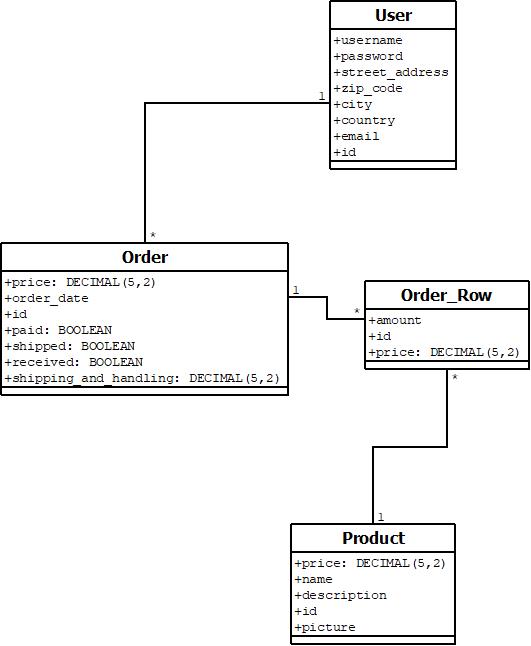 User
+username
+password
+street_address
+zip_code
+city
+country
+email
+id
1
*
Order
+price: DECIMAL(5,2)
+order_date
+id
+paid: BOOLEAN
+shipped: BOOLEAN
+received: BOOLEAN
+shipping_and_handling: DECIMAL(5,2)
1
*
Order_Row
+amount
+id
+price: DECIMAL(5,2)
*
1
Product
+price: DECIMAL(5,2)
+name
+description
+id
+picture